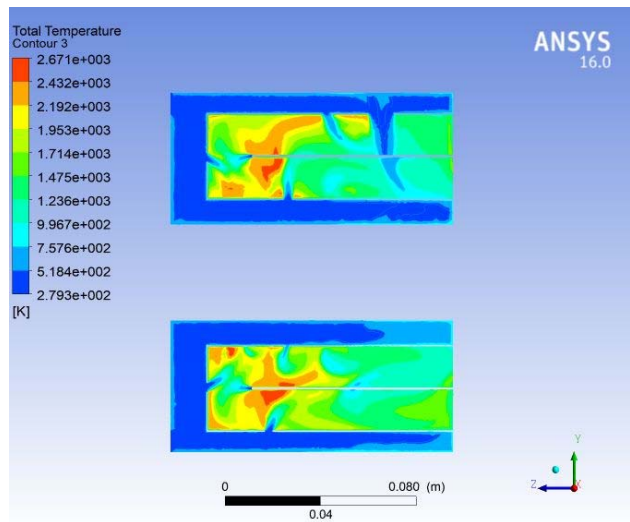 Total Temperature
Contour 3
2.671e+003
2.432e+003
2.192e+003
1.953e+003
1.714e+003
1.475e+003
1.236e+003
9.967e+002
7.576e+002
5.184e+002
2.793e+002
[K]
ANSYS
16.0
0
0.080 (m)
0.04
Y
Z
X